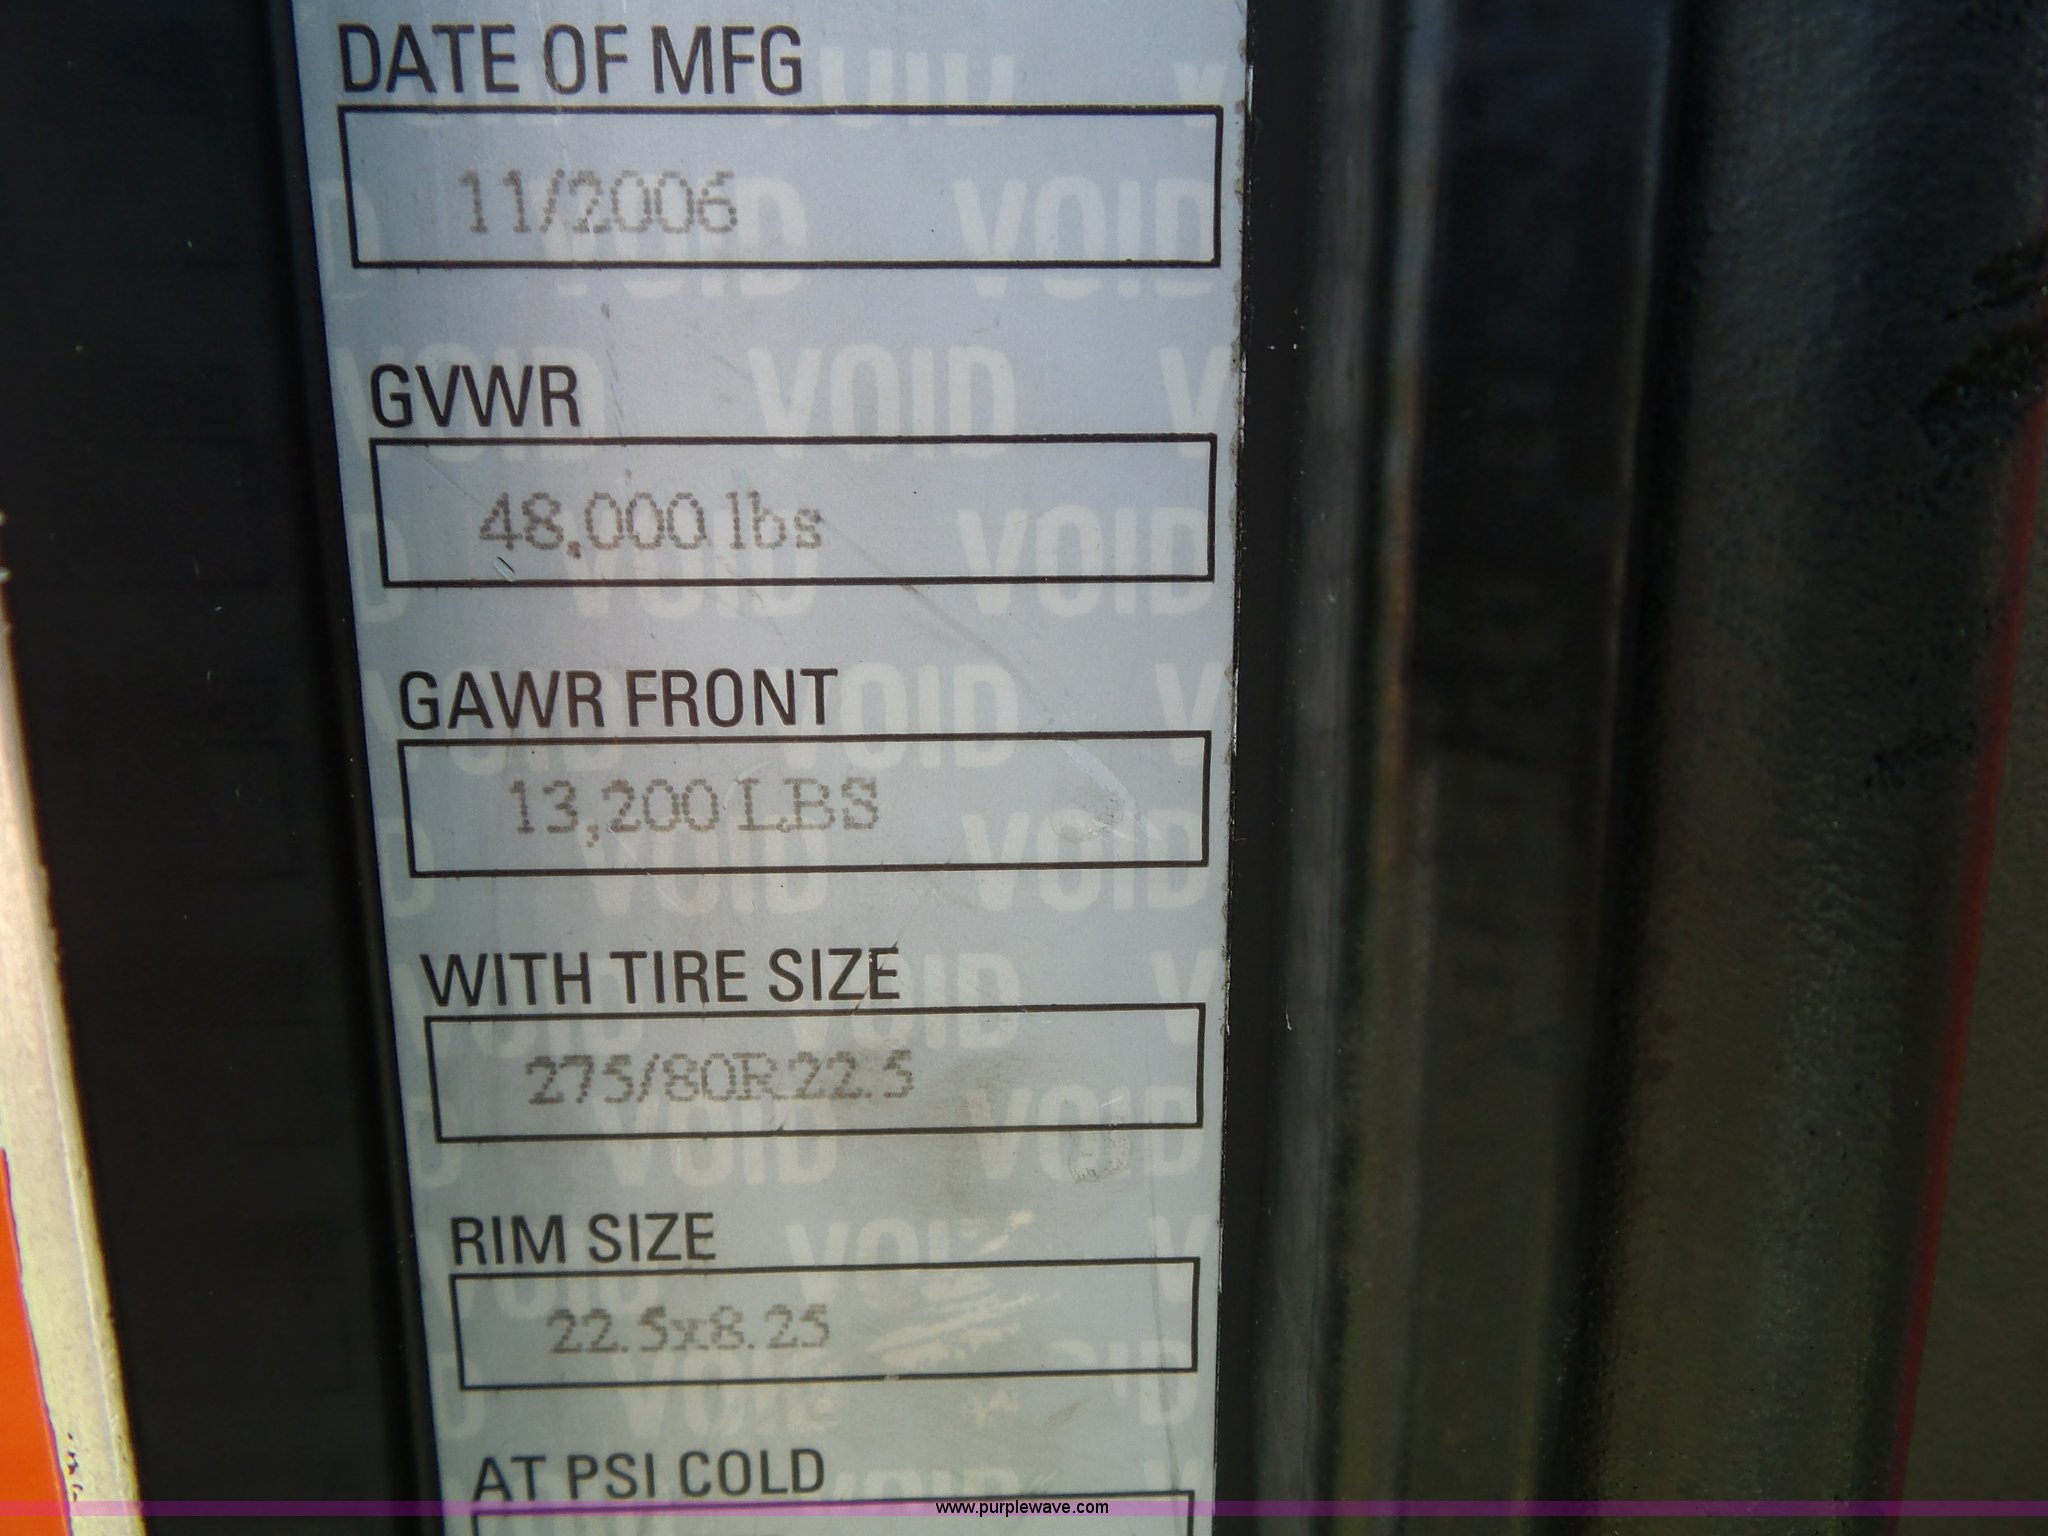 DATE OF MFG
11/2006
GVWR
48,000 lbs
GAWR FRONT
13,200 LBS
WITH TIRE SIZE
275/80R22.5
RIM SIZE
22.5x8.25
AT PSI COLD
www.purplewave.com